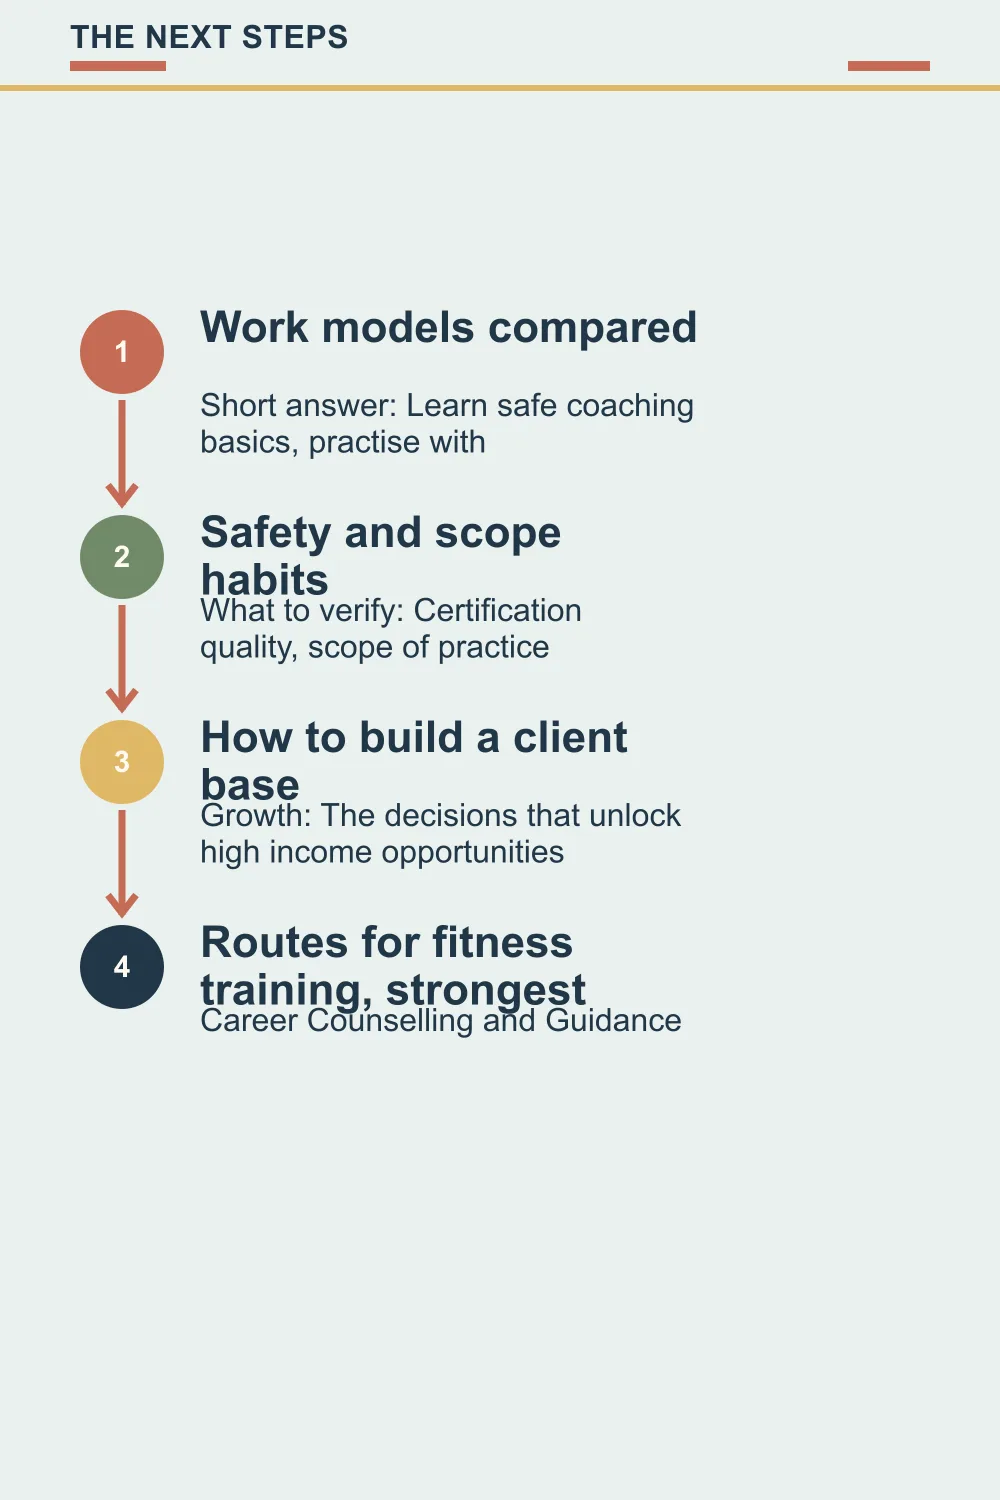 THE NEXT STEPS
1
Work models compared
Short answer: Learn safe coaching
basics, practise with
2
Safety and scope
habits
What to verify: Certification
quality, scope of practice
3
How to build a client
base
Growth: The decisions that unlock
high income opportunities
4
Routes for fitness
training, strongest
Career Counselling and Guidance